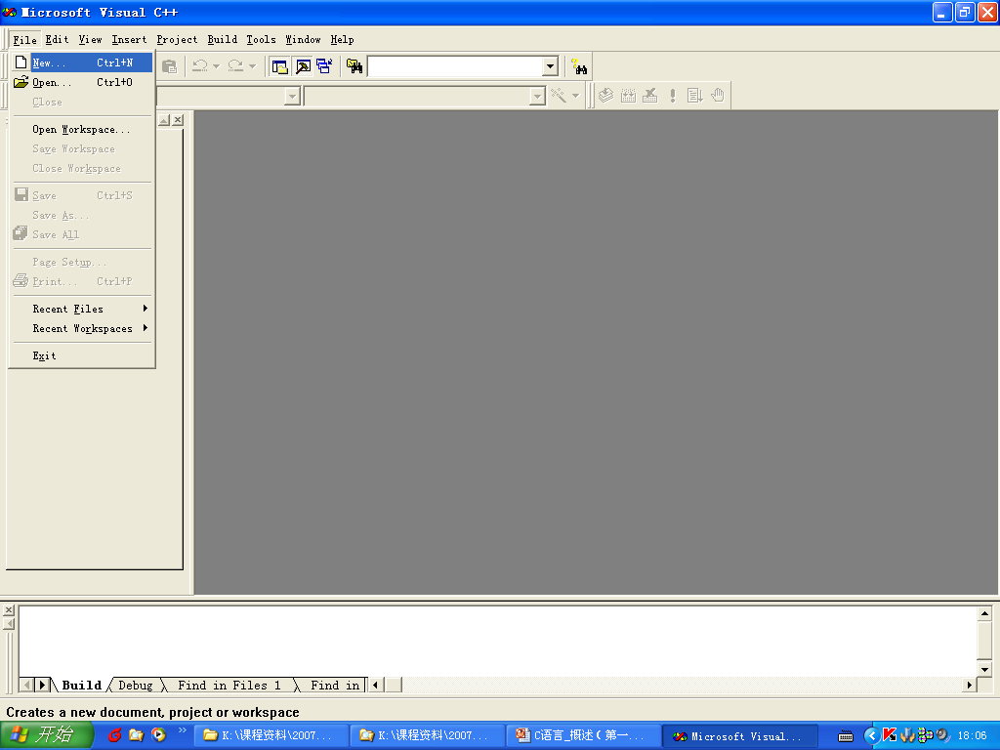 Microsoft Visual C++
File Edit View Insert Project Build Tools Window Help
New... Ctrl+N
Open... Ctrl+O
Close
Open Workspace...
Save Workspace
Close Workspace
Save Ctrl+S
Save As...
Save All
Page Setup...
Print... Ctrl+P
Recent Files
Recent Workspaces
Exit
Build Debug Find in Files 1 Find in
Creates a new document, project or workspace
开始 K:\课程资料\2007... K:\课程资料\2007... C语言_概述(第一... Microsoft Visual... 18:06